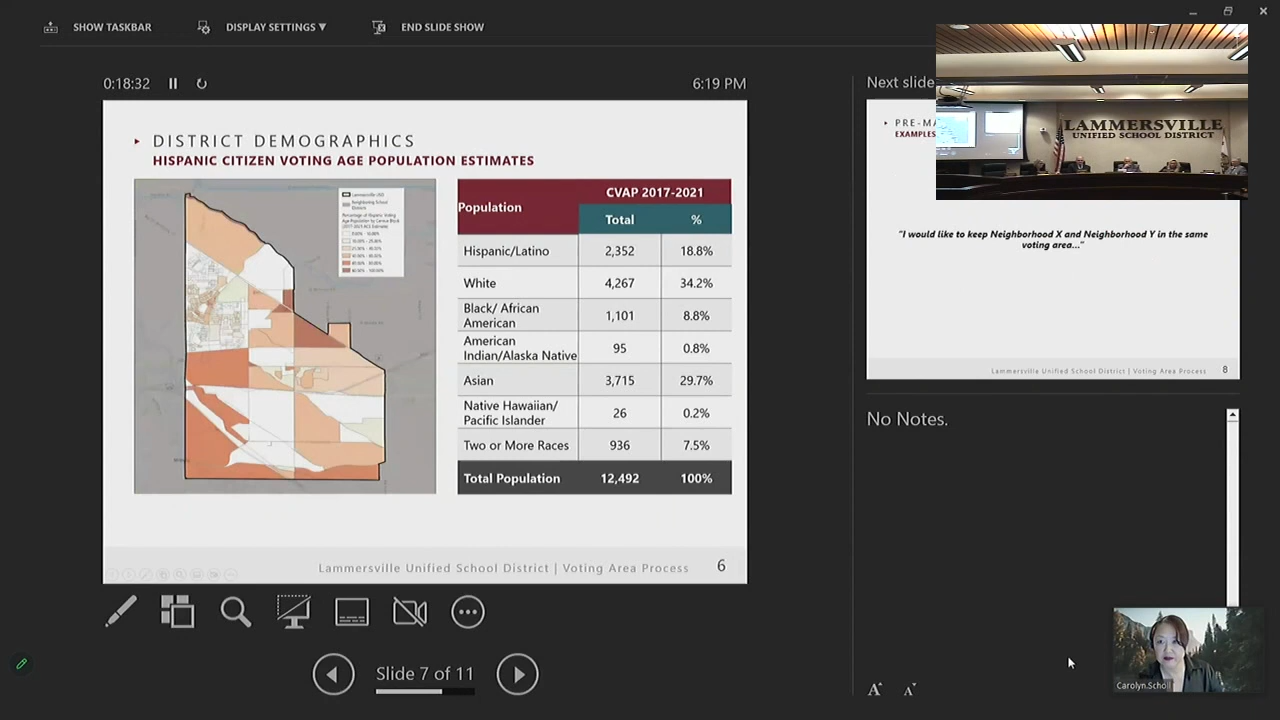 SHOW TASKBAR
DISPLAY SETTINGS ▼
END SLIDE SHOW
0:18:32
6:19 PM
Next slide
DISTRICT DEMOGRAPHICS
HISPANIC CITIZEN VOTING AGE POPULATION ESTIMATES
Population
CVAP 2017-2021
Total
%
Hispanic/Latino 2,352 18.8%
White 4,267 34.2%
Black/ African
American 1,101 8.8%
American
Indian/Alaska Native 95 0.8%
Asian 3,715 29.7%
Native Hawaiian/
Pacific Islander 26 0.2%
Two or More Races 936 7.5%
Total Population 12,492 100%
Lammersville Unified School District | Voting Area Process 6
Slide 7 of 11
LAMMERSVILLE
UNIFIED SCHOOL DISTRICT
EXAMPLES
"I would like to keep Neighborhood X and Neighborhood Y in the same
voting area..."
Lammersville Unified School District | Voting Area Process 8
No Notes.
A A